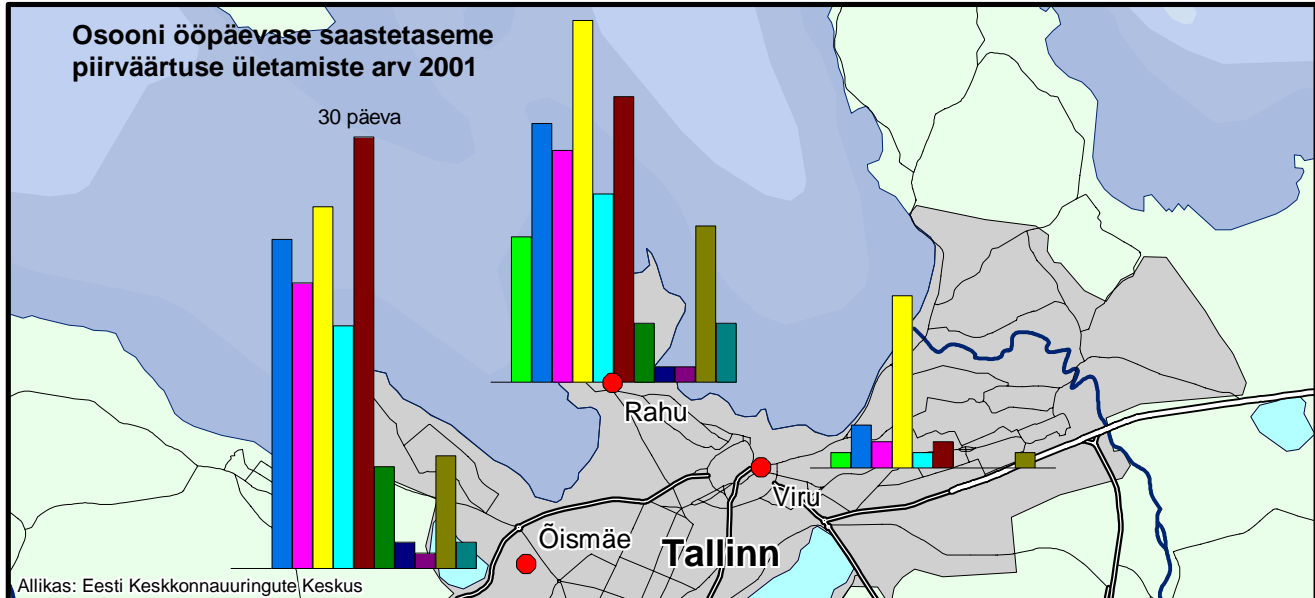 Osooni ööpäevase saastetaseme
piirväärtuse ületamiste arv 2001
30 päeva
Rahu
Viru
Õismäe
Tallinn
Allikas: Eesti Keskkonnauuringute Keskus